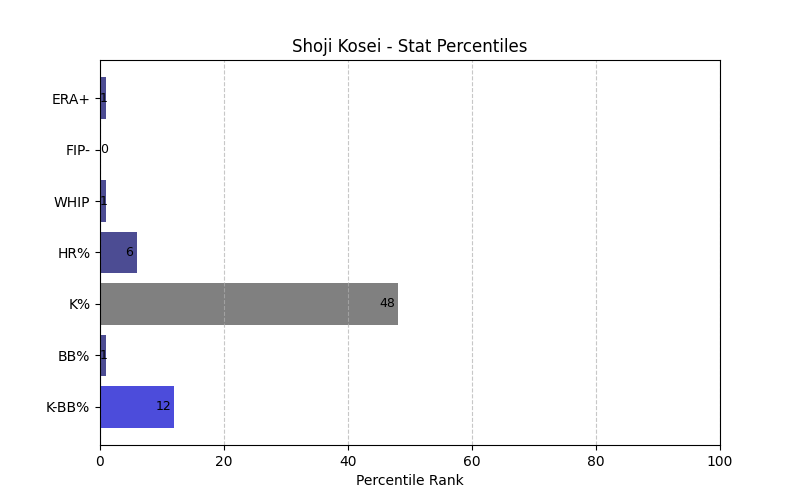 Shoji Kosei - Stat Percentiles
ERA+ 1
FIP- 0
WHIP 1
HR% 6
K% 48
BB% 1
K-BB% 12
0 20 40 60 80 100
Percentile Rank